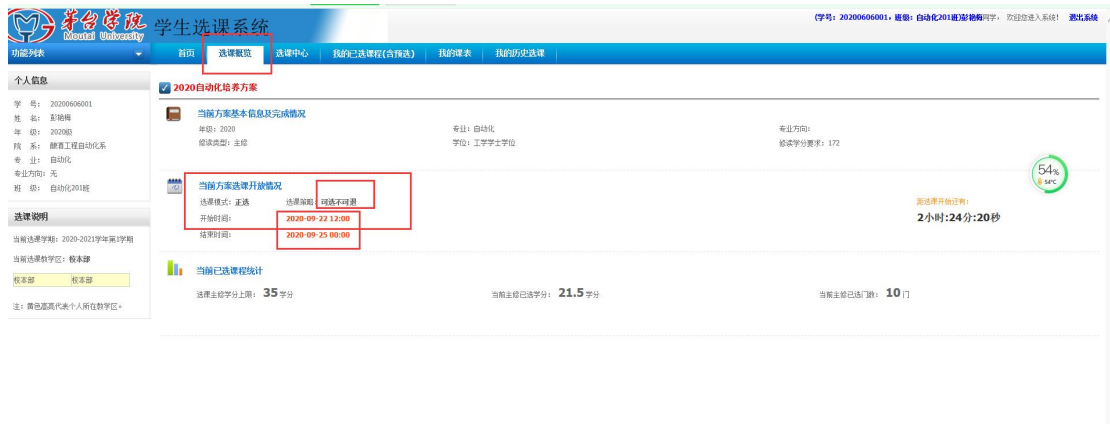 茅台学院 学生选课系统
Moutai University
(学号: 20200606001, 班级: 自动化201班)彭艳梅同学, 欢迎您进入系统! 退出系统
功能列表 首页 选课概览 选课中心 我的已选课程(含预选) 我的课表 我的历史选课
个人信息
学 号: 20200606001
姓 名: 彭艳梅
年 级: 2020级
院 系: 酿酒工程自动化系
专 业: 自动化
专业方向: 无
班 级: 自动化201班
选课说明
当前选课学期: 2020-2021学年第1学期
当前选课教学区: 校本部
校本部 校本部
注: 黄色底亮代表个人所在教学区。
2020自动化培养方案
当前方案基本信息及完成情况
年级: 2020 专业: 自动化 专业方向:
修读类型: 主修 学位: 工学学士学位 修读学分要求: 172
54%
54℃
当前方案选课开放情况
选课模式: 正选 选课策略: 可选不可退 距选课开始还有:
开始时间: 2020-09-22 12:00 2小时:24分:20秒
结束时间: 2020-09-25 00:00
当前已选课程统计
选课主修学分上限: 35 学分 当前主修已选学分: 21.5 学分 当前主修已选门数: 10 门